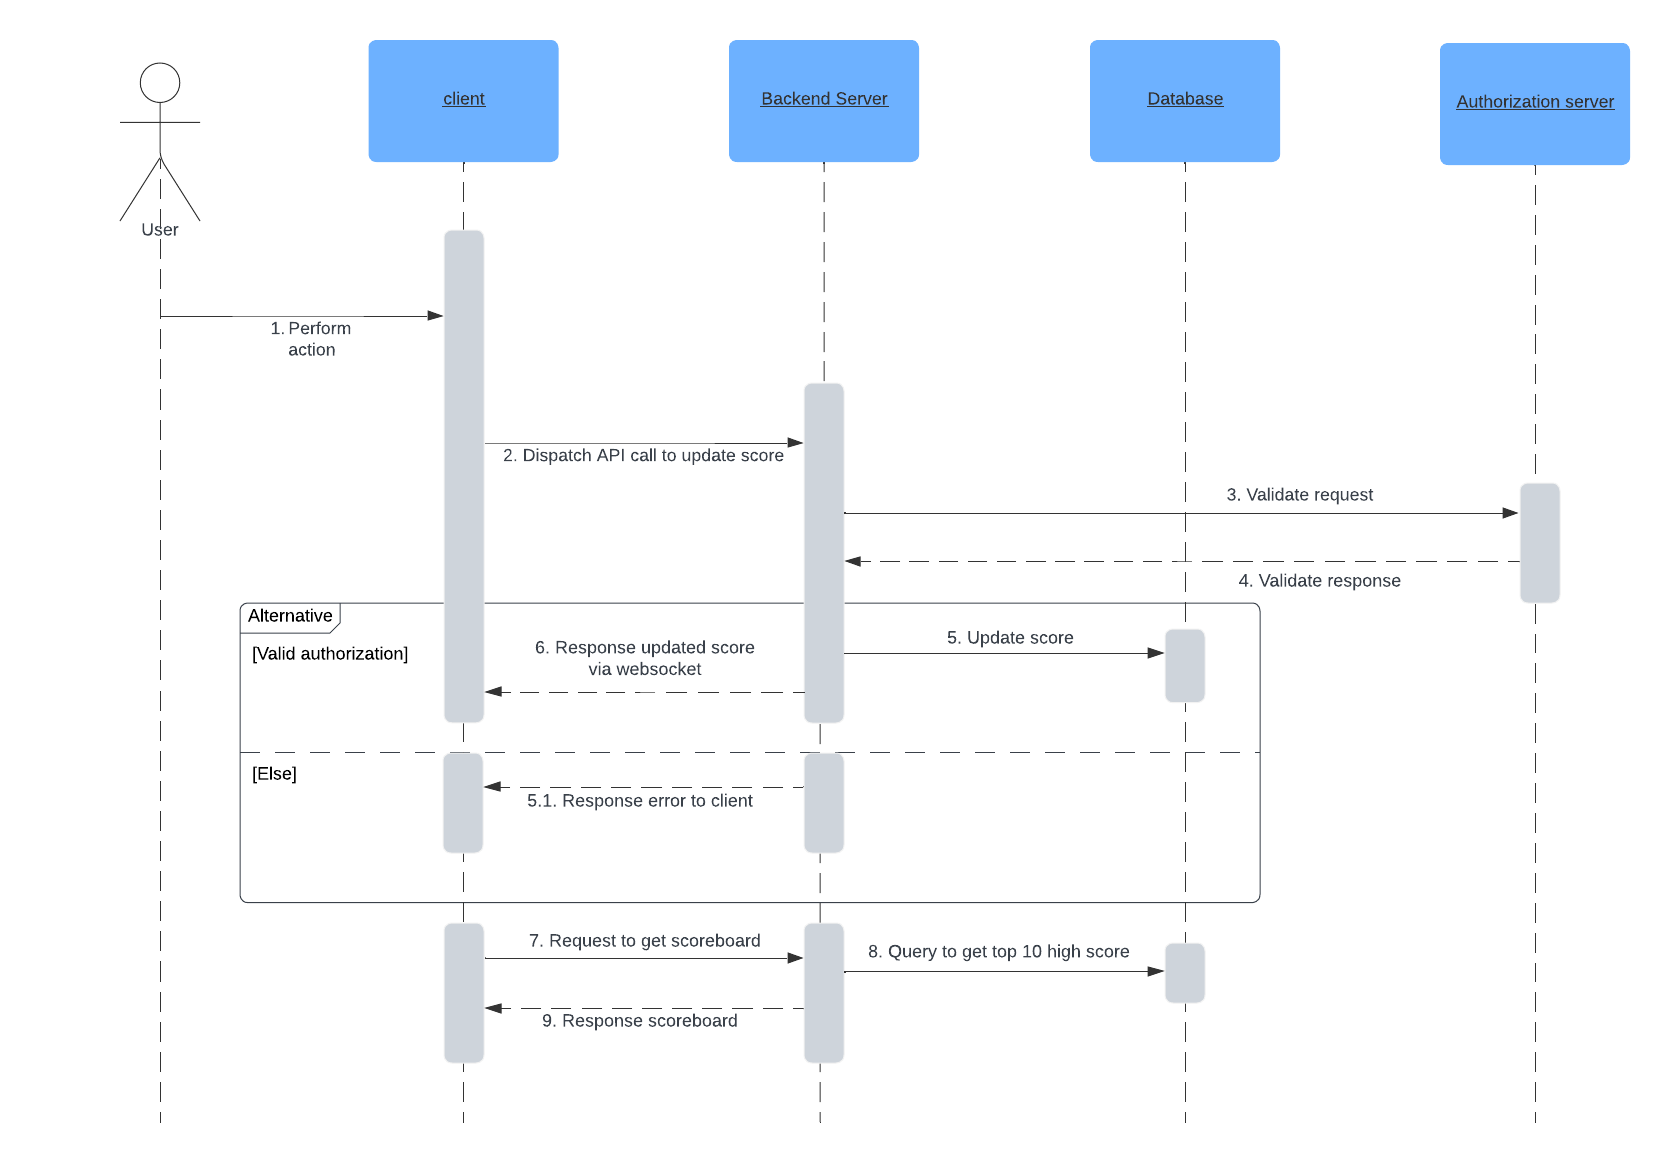 client
Backend Server
Database
Authorization server
User
1. Perform
action
2. Dispatch API call to update score
3. Validate request
4. Validate response
Alternative
[Valid authorization]
5. Update score
6. Response updated score
via websocket
[Else]
5.1. Response error to client
7. Request to get scoreboard
8. Query to get top 10 high score
9. Response scoreboard